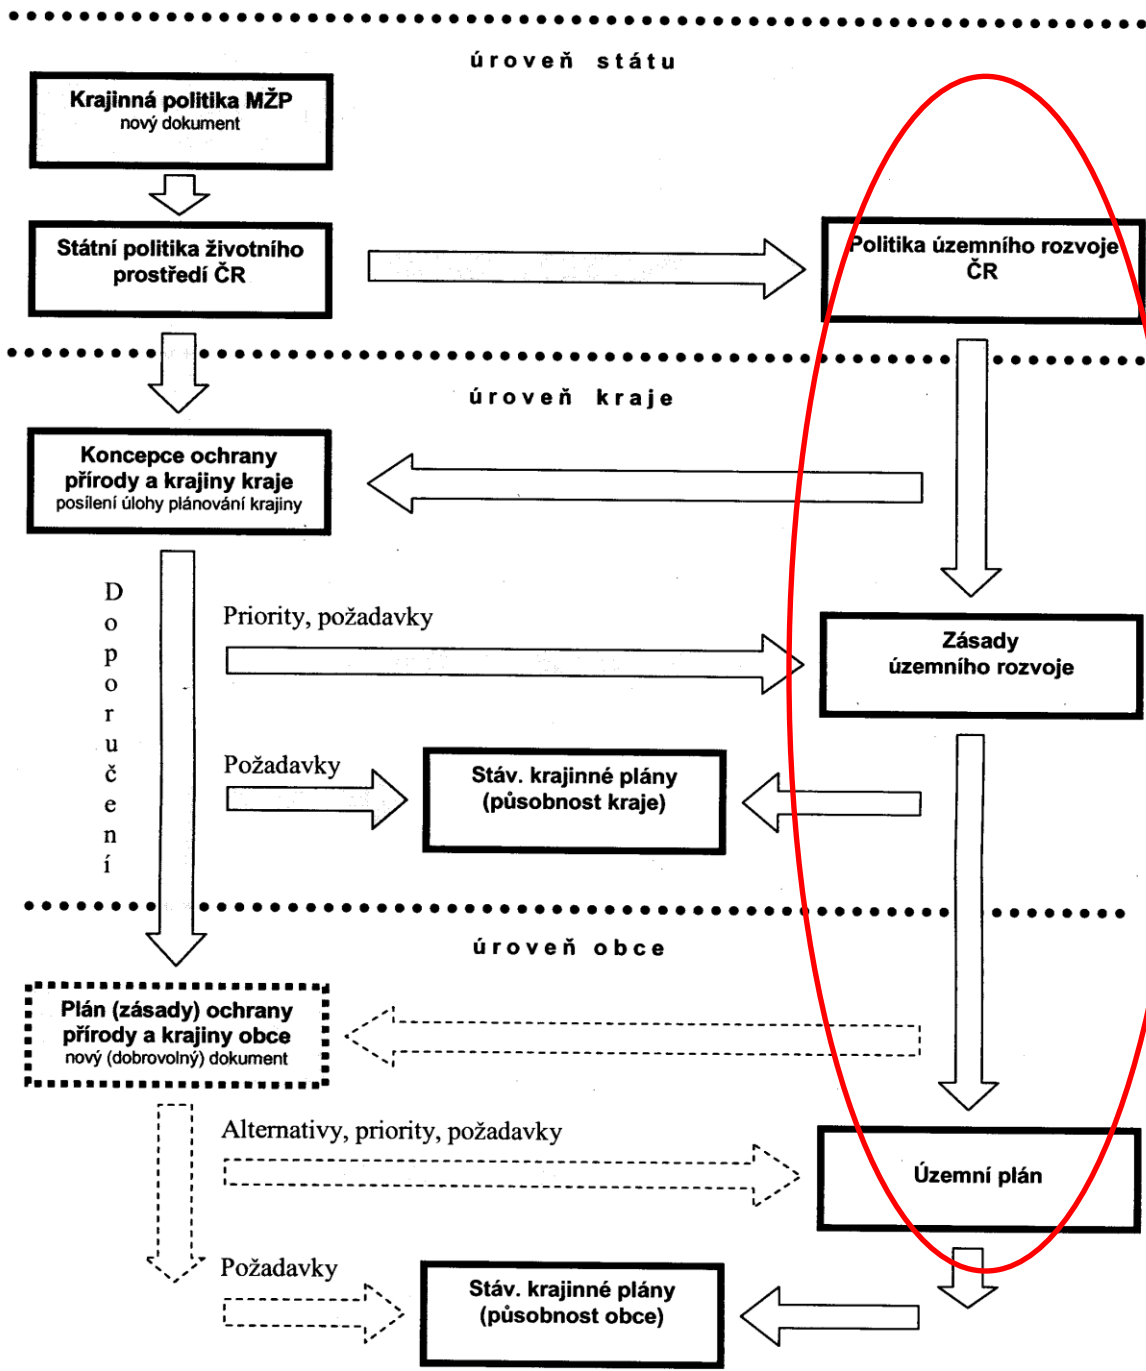 úroveň státu
Krajinná politika MŽP
nový dokument
Státní politika životního
prostředí ČR
Politika územního rozvoje
ČR
úroveň kraje
Koncepce ochrany
přírody a krajiny kraje
posílení úlohy plánování krajiny
Doporučení
Priority, požadavky
Zásady
územního rozvoje
Požadavky
Stáv. krajinné plány
(působnost kraje)
úroveň obce
Plán (zásady) ochrany
přírody a krajiny obce
nový (dobrovolný) dokument
Alternativy, priority, požadavky
Územní plán
Požadavky
Stáv. krajinné plány
(působnost obce)